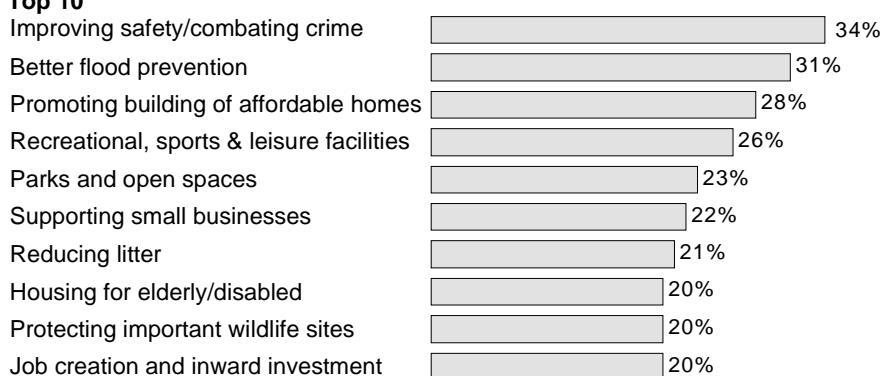 Top 10
Improving safety/combating crime 34%
Better flood prevention 31%
Promoting building of affordable homes 28%
Recreational, sports & leisure facilities 26%
Parks and open spaces 23%
Supporting small businesses 22%
Reducing litter 21%
Housing for elderly/disabled 20%
Protecting important wildlife sites 20%
Job creation and inward investment 20%